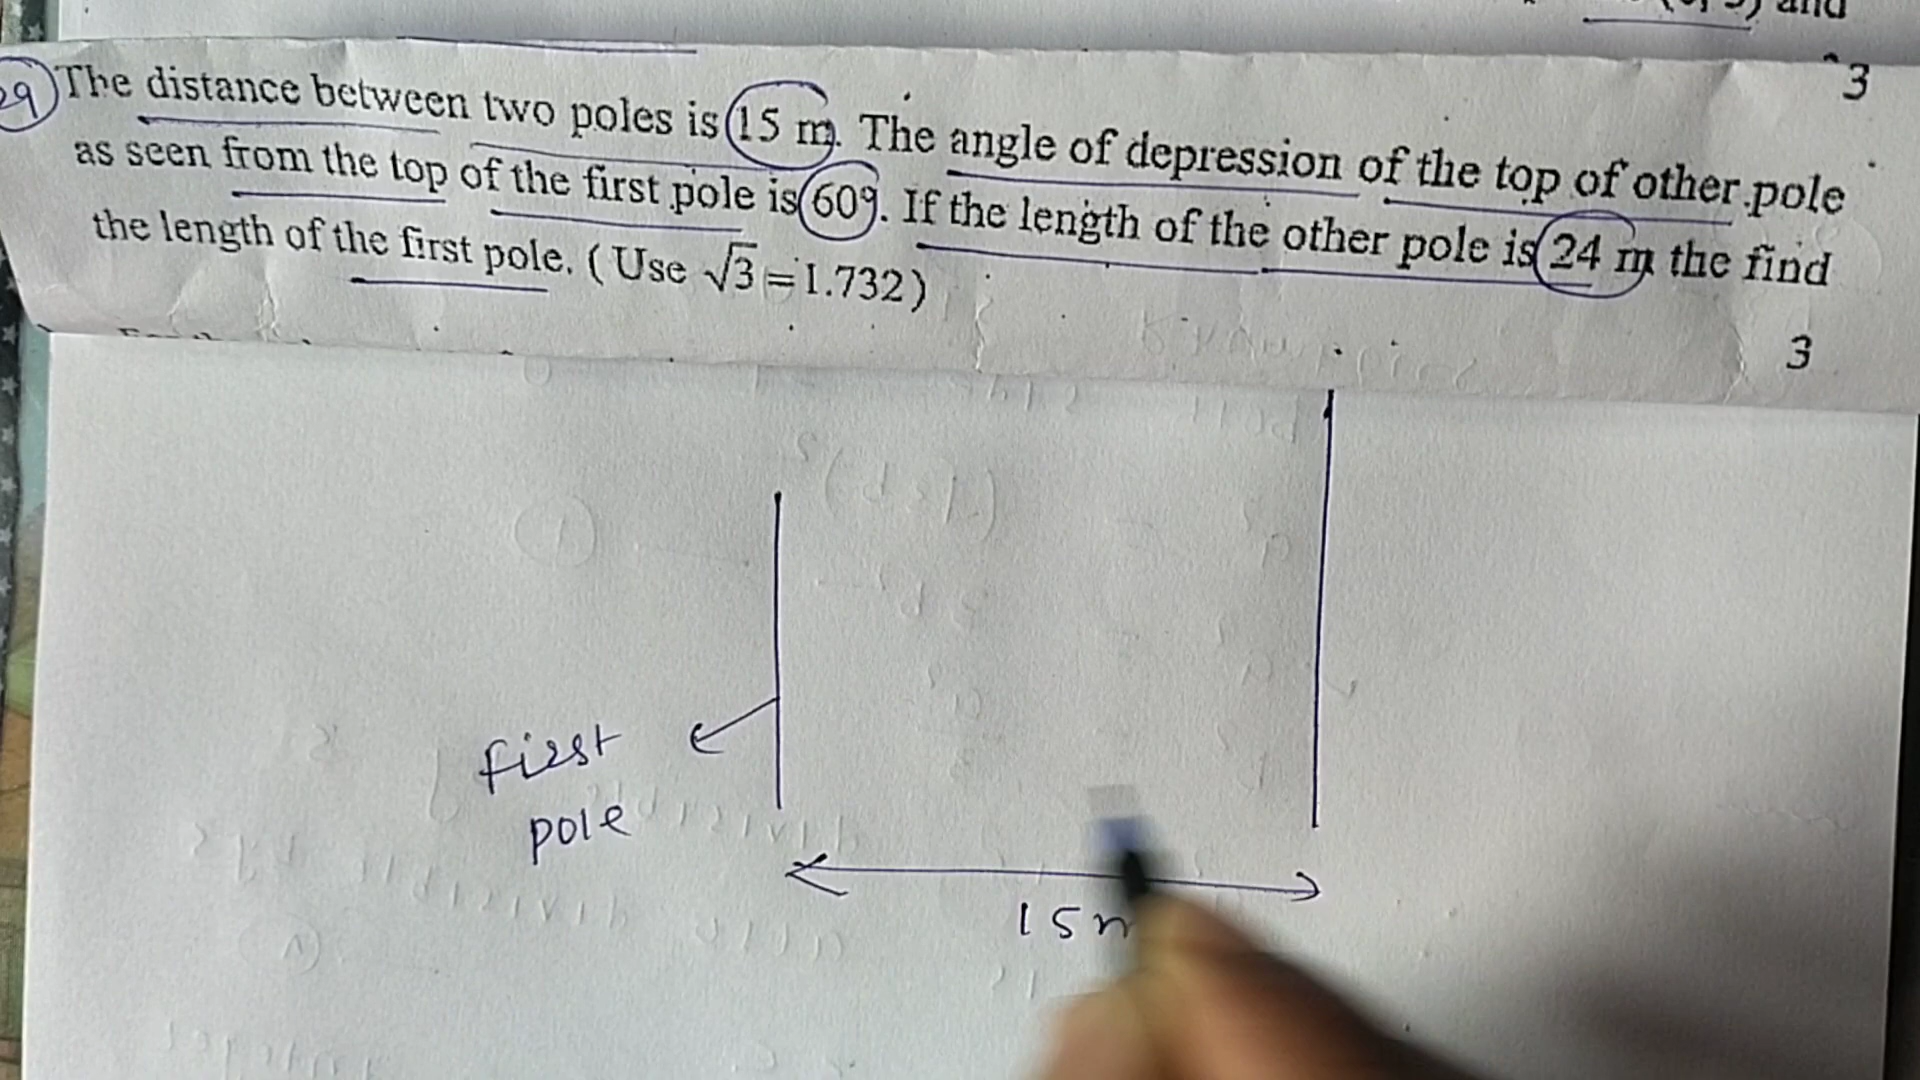 and
3
29 The distance between two poles is 15 m. The angle of depression of the top of other pole
as seen from the top of the first pole is 60°. If the length of the other pole is 24 m the find
the length of the first pole. ( Use √3 = 1.732)
3
first
pole
15m